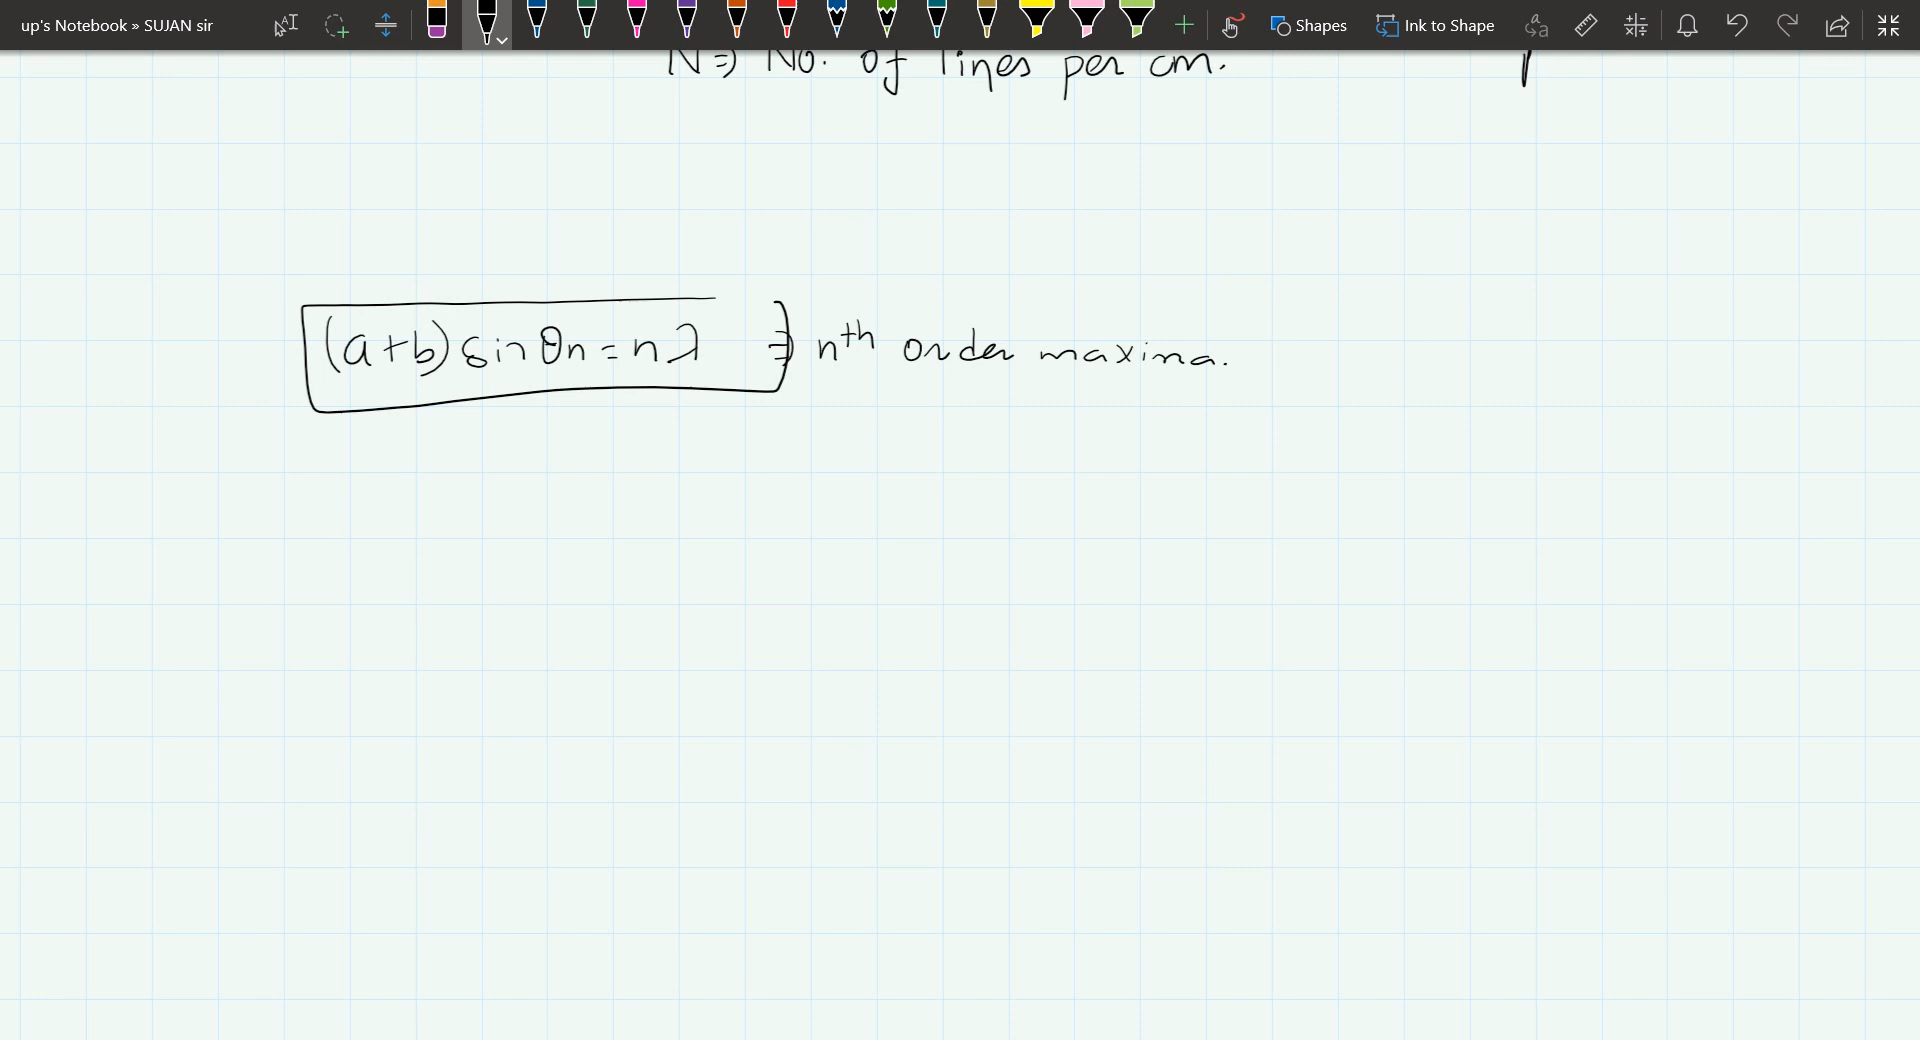 up's Notebook » SUJAN sir
Shapes
Ink to Shape
N => No. of lines per cm.
(a+b) sin θn = nλ => nth order maxima.